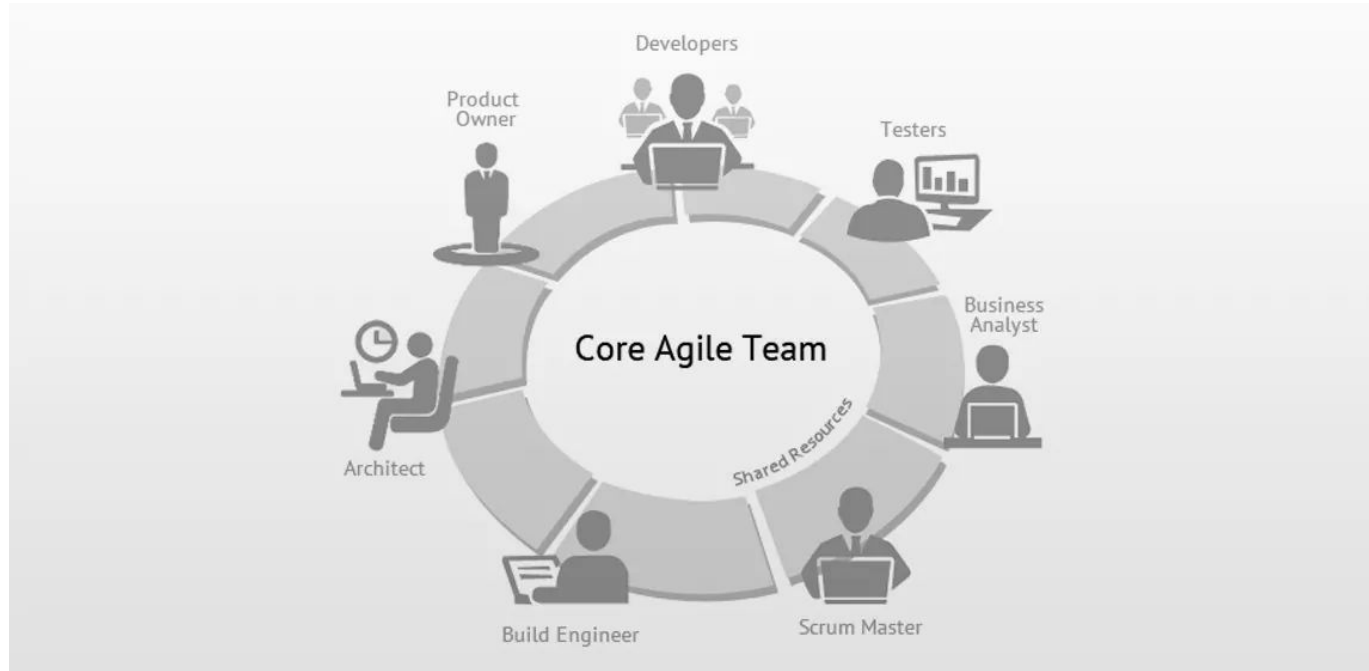 Developers
Product
Owner
Testers
Business
Analyst
Core Agile Team
Shared Resources
Architect
Scrum Master
Build Engineer